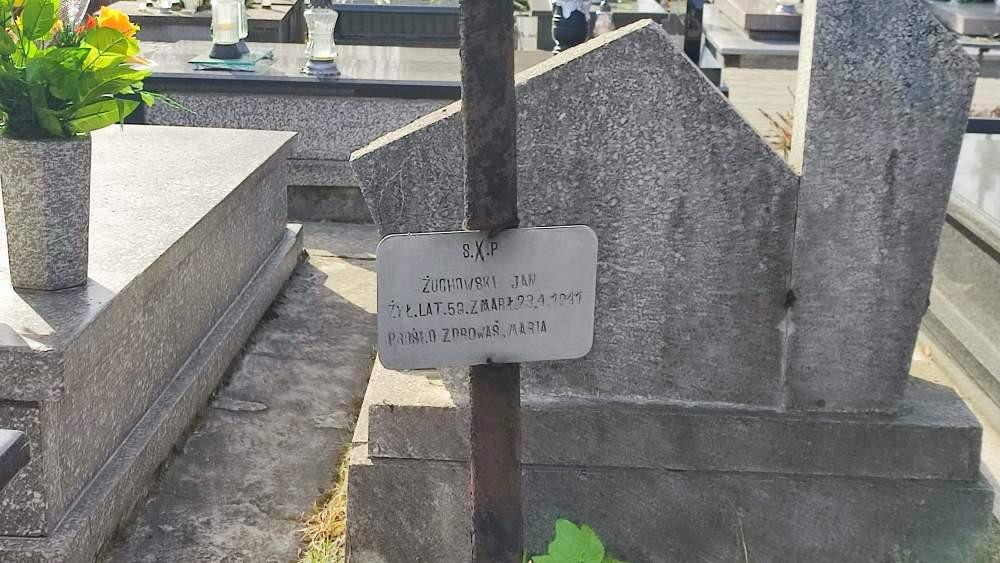 S.X.P
ŻUCHOWSKI JAN
ŻYŁ.LAT.59.ZMARŁ.23.4.1941
PROSI.O ZDROWAŚ.MARIA